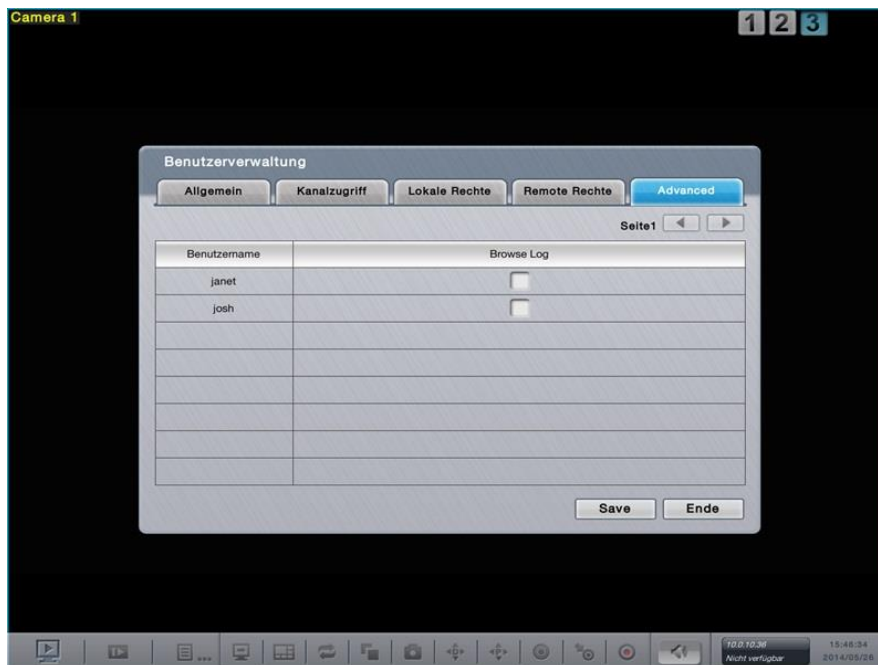 Camera 1
1 2 3
Benutzerverwaltung
Allgemein Kanalzugriff Lokale Rechte Remote Rechte Advanced
Seite1
Benutzername Browse Log
janet
josh
Save Ende
10.0.10.36 15:46:34
Nicht verfügbar 2014/05/26